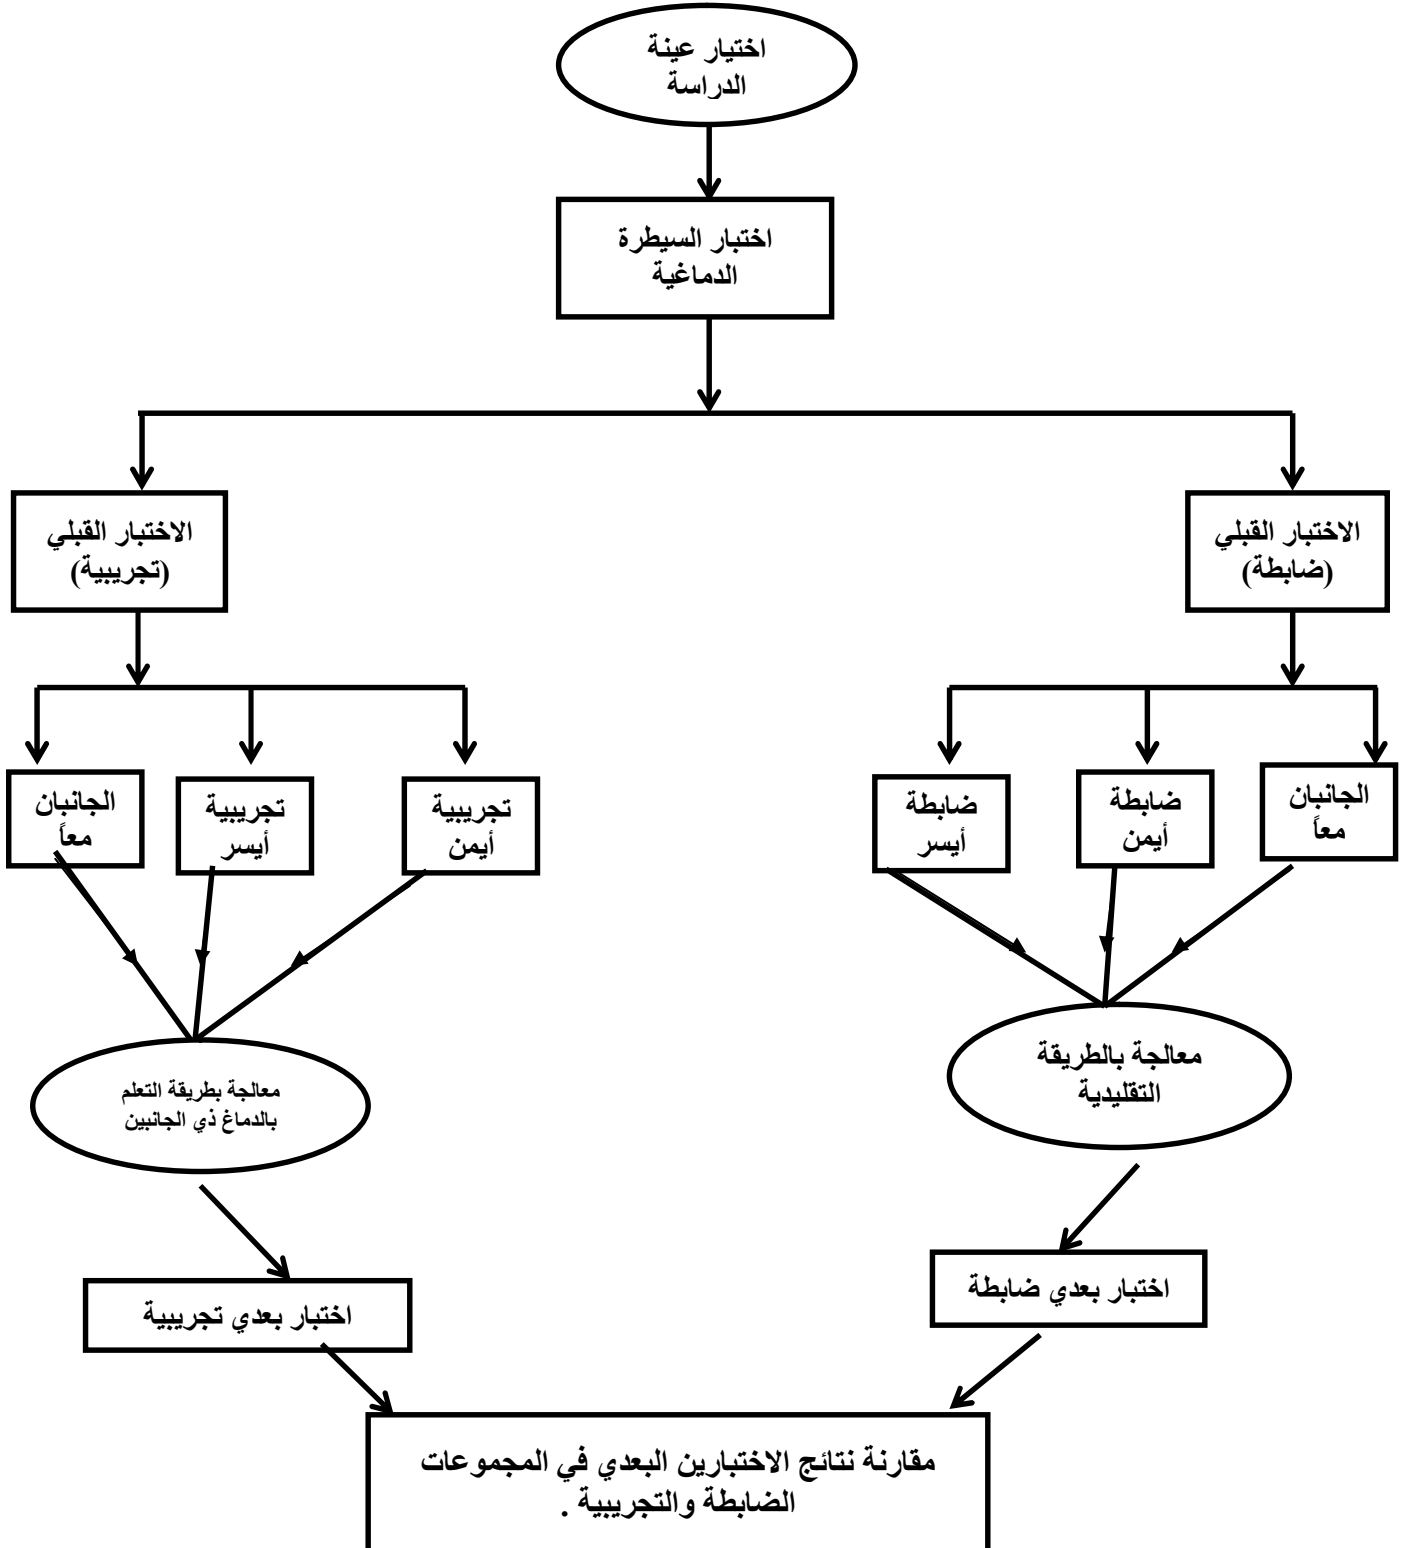 اختيار عينة
الدراسة
اختبار السيطرة
الدماغية
الاختبار القبلي
(ضابطة)
الاختبار القبلي
(تجريبية)
الجانبان
معاً
ضابطة
أيمن
ضابطة
أيسر
تجريبية
أيمن
تجريبية
أيسر
الجانبان
معاً
معالجة بالطريقة
التقليدية
معالجة بطريقة التعلم
بالدماغ ذي الجانبين
اختبار بعدي ضابطة
اختبار بعدي تجريبية
مقارنة نتائج الاختبارين البعدي في المجموعات
الضابطة والتجريبية .